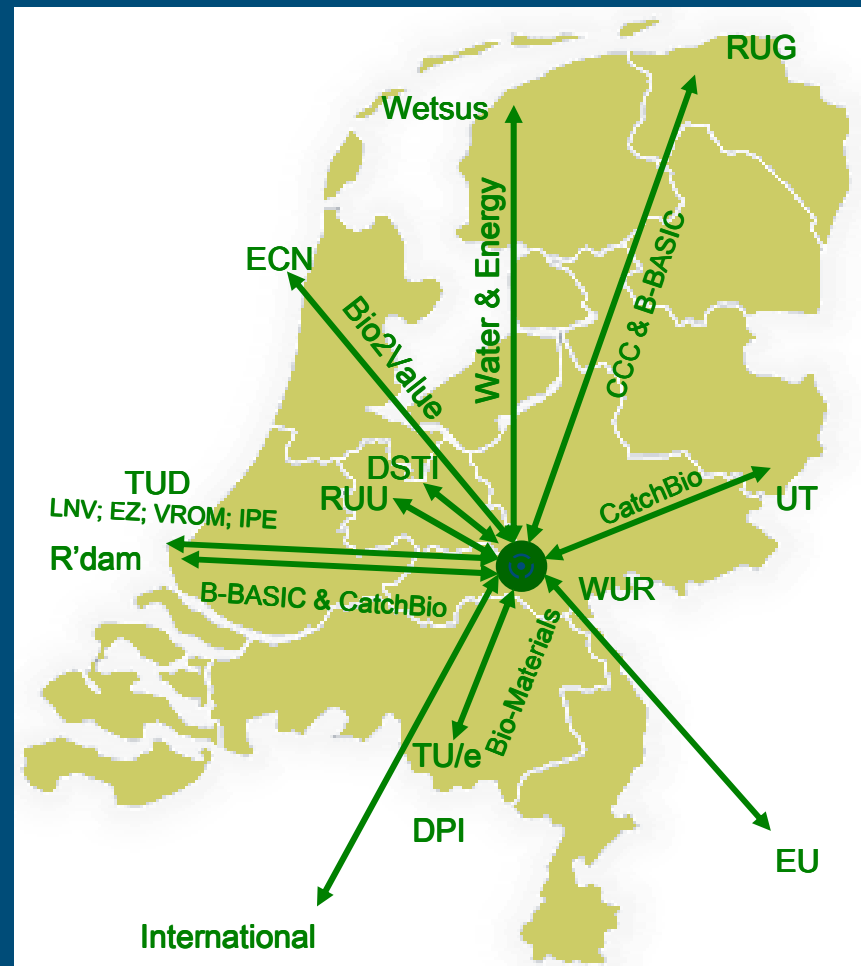 RUG
Wetsus
Water & Energy
CCC & B-BASIC
ECN
Bio2Value
DSTI
RUU
TUD
LNV; EZ; VROM; IPE
R'dam
B-BASIC & CatchBio
CatchBio
UT
WUR
Bio-Materials
TU/e
DPI
EU
International